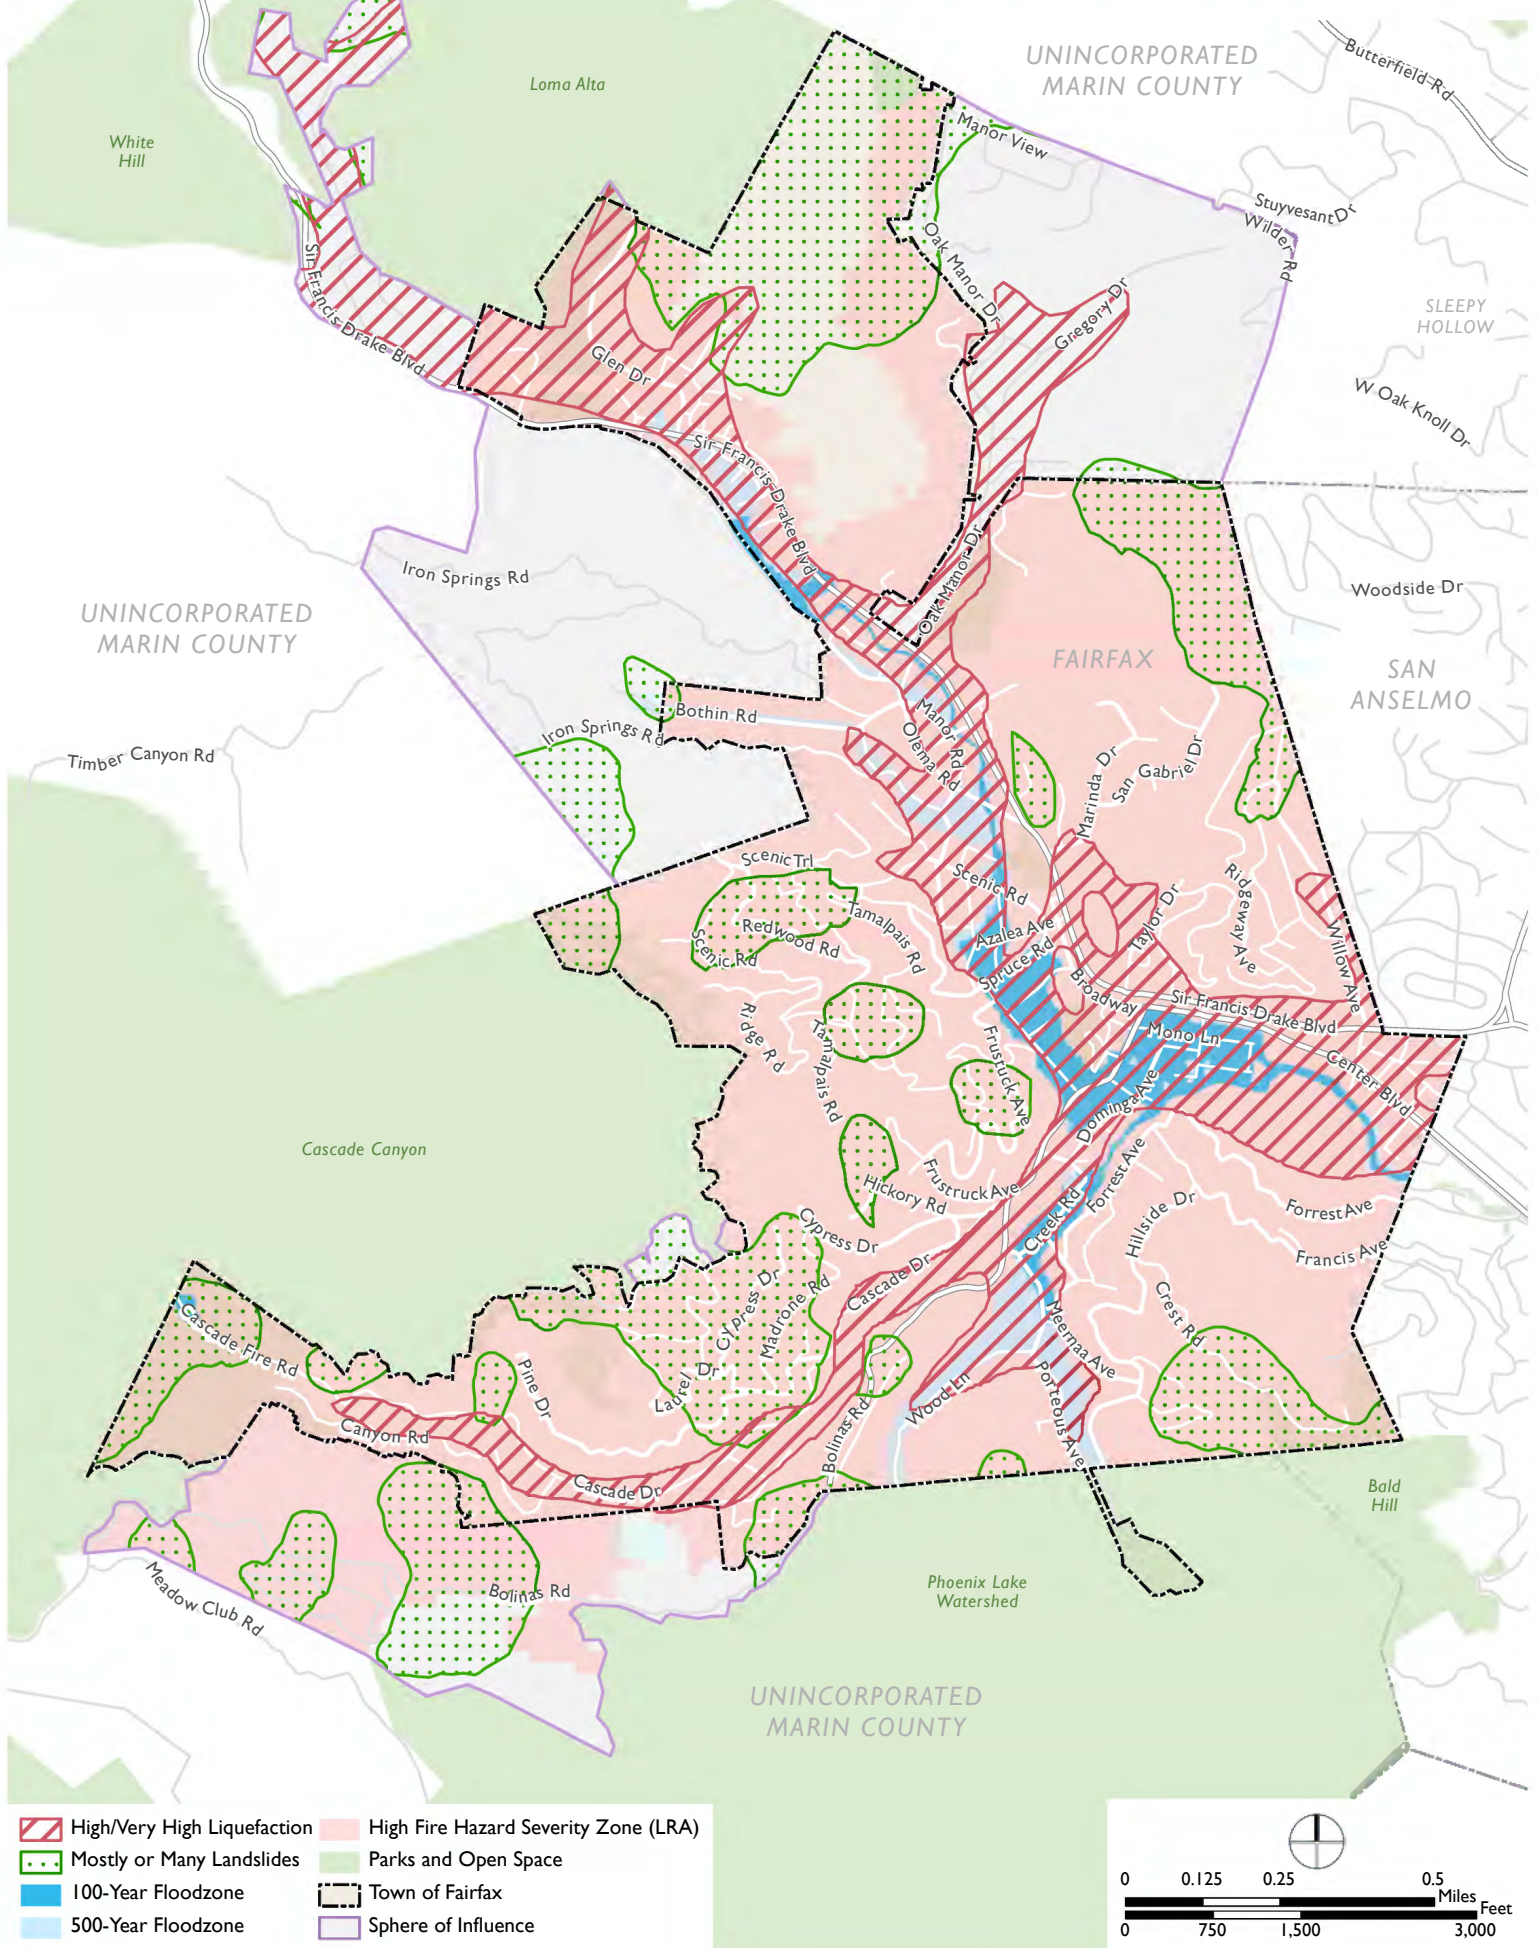 UNINCORPORATED
MARIN COUNTY
Butterfield Rd
Loma Alta
White
Hill
Manor View
Stuyvesant Dr
Wilder Rd
Oak Manor Dr
Sir Francis Drake Blvd
Gregory Dr
SLEEPY
HOLLOW
Glen Dr
W Oak Knoll Dr
Sir Francis Drake Blvd
Iron Springs Rd
Oak Manor Dr
Woodside Dr
UNINCORPORATED
MARIN COUNTY
FAIRFAX
SAN
ANSELMO
Bothin Rd
Iron Springs Rd
Manor Rd
Olema Rd
Timber Canyon Rd
Marinda Dr
San Gabriel Dr
Scenic Trl
Scenic Rd
Ridgeway Ave
Tamalpais Rd
Redwood Rd
Scenic Rd
Azalea Ave
Taylor Dr
Spruce Rd
Willow Ave
Broadway
Sir Francis Drake Blvd
Ridge Rd
Tamalpais Rd
Frustuck Ave
Mono Ln
Center Blvd
Dominga Ave
Cascade Canyon
Frustruck Ave
Hickory Rd
Forrest Ave
Creek Rd
Hillside Dr
Forrest Ave
Cypress Dr
Francis Ave
Cascade Dr
Cypress Dr
Madrone Rd
Crest Rd
Cascade Fire Rd
Meernaa Ave
Pine Dr
Laurel Dr
Wood Ln
Porteous Ave
Canyon Rd
Bolinas Rd
Cascade Dr
Bald
Hill
Meadow Club Rd
Bolinas Rd
Phoenix Lake
Watershed
UNINCORPORATED
MARIN COUNTY
High/Very High Liquefaction
Mostly or Many Landslides
100-Year Floodzone
500-Year Floodzone
High Fire Hazard Severity Zone (LRA)
Parks and Open Space
Town of Fairfax
Sphere of Influence
0 0.125 0.25 0.5
Miles
Feet
0 750 1,500 3,000